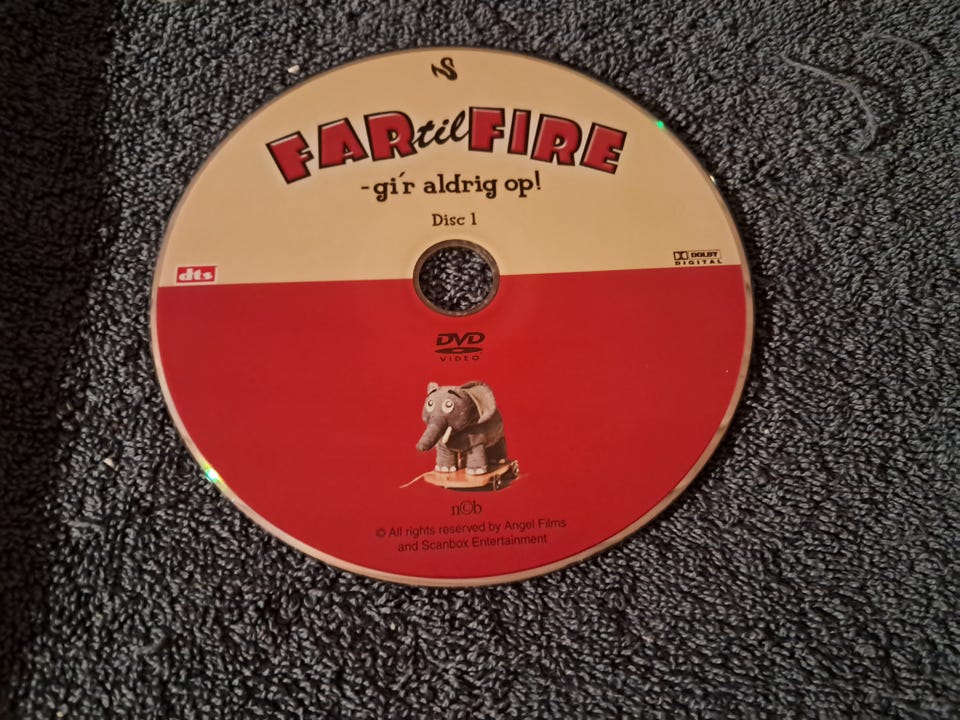 FAR til FIRE
-gi'r aldrig op!
Disc 1
dts
DOLBY
DIGITAL
DVD
VIDEO
n©b
© All rights reserved by Angel Films
and Scanbox Entertainment